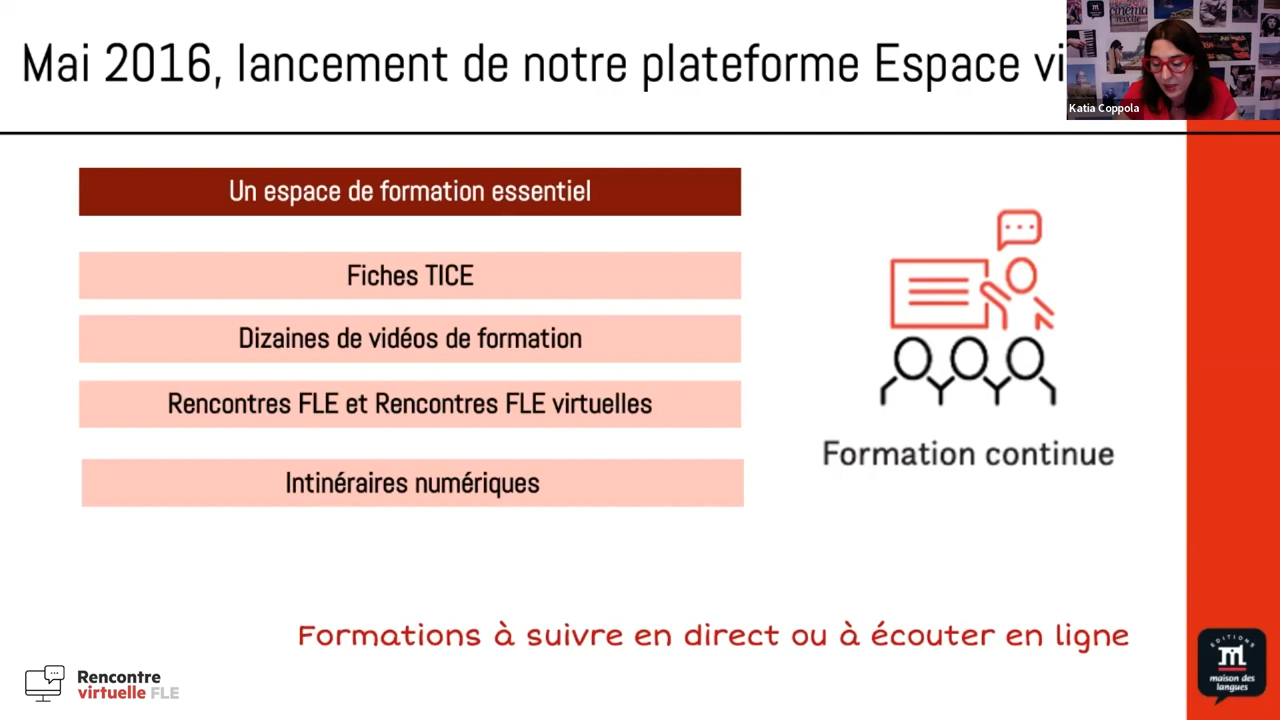 Mai 2016, lancement de notre plateforme Espace vi
cinéma
révolte
Katia Coppola
Un espace de formation essentiel
Fiches TICE
Dizaines de vidéos de formation
Rencontres FLE et Rencontres FLE virtuelles
Intinéraires numériques
Formation continue
Formations à suivre en direct ou à écouter en ligne
Rencontre
virtuelle FLE
EDITIONS
maison des
langues